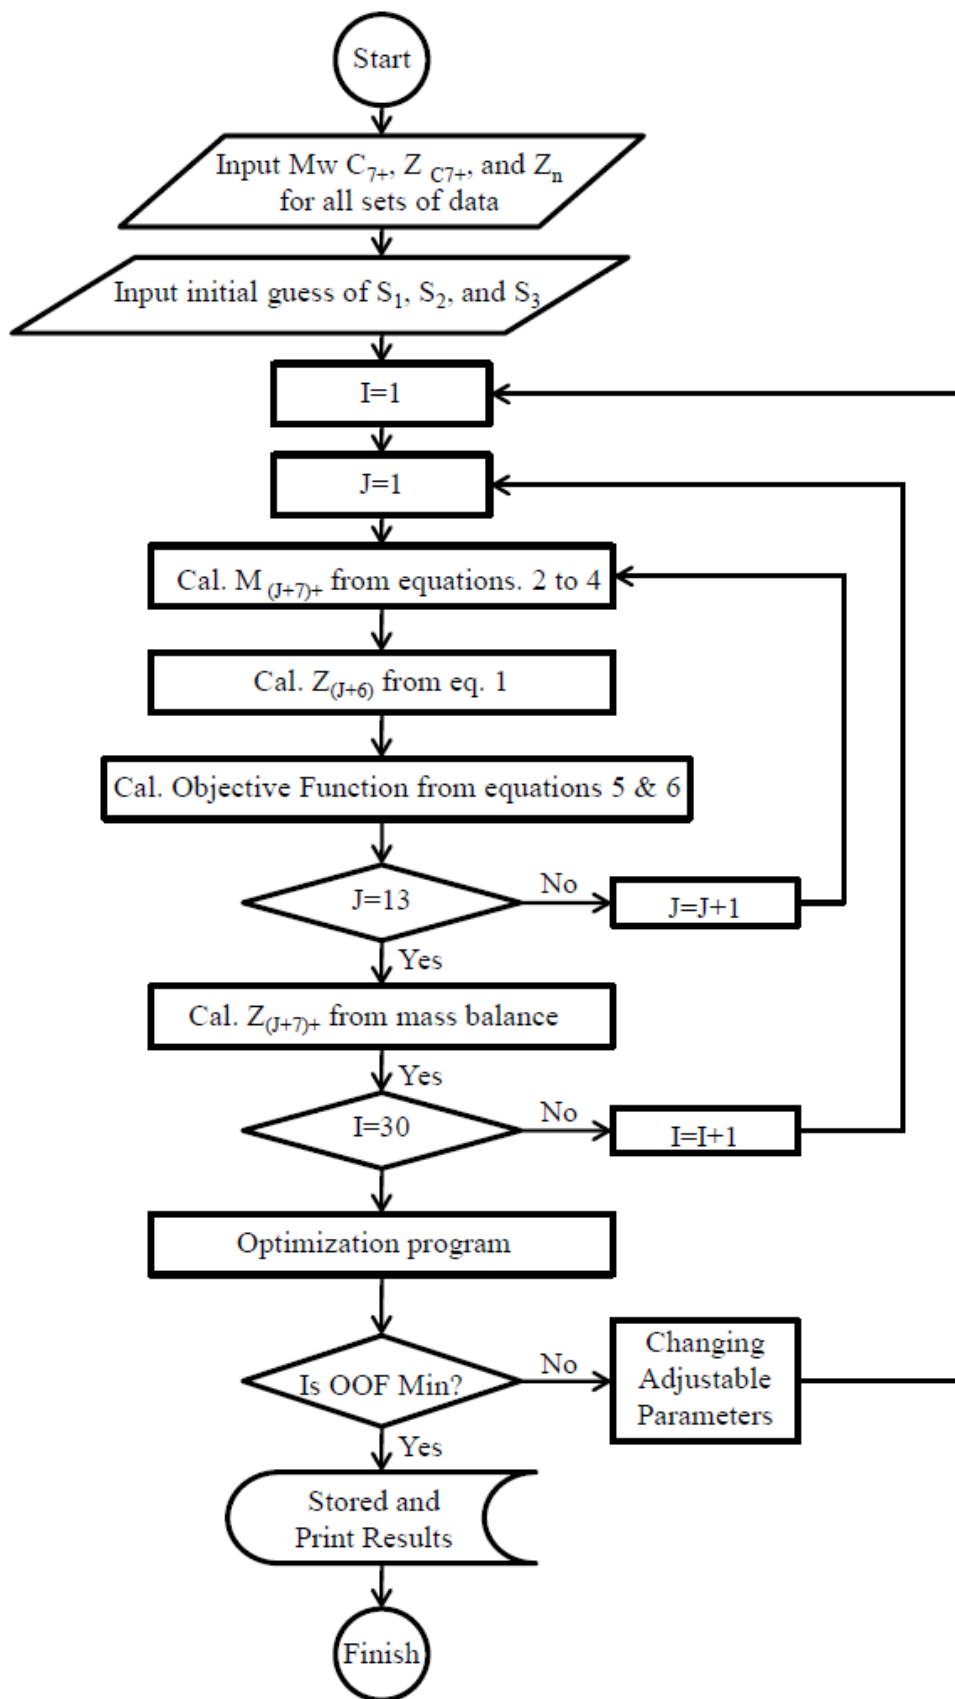 Start
Input Mw C7+, Z C7+, and Zn
for all sets of data
Input initial guess of S1, S2, and S3
I=1
J=1
Cal. M (J+7)+ from equations. 2 to 4
Cal. Z(J+6) from eq. 1
Cal. Objective Function from equations 5 & 6
J=13
No
J=J+1
Yes
Cal. Z(J+7)+ from mass balance
Yes
I=30
No
I=I+1
Optimization program
Is OOF Min?
No
Changing
Adjustable
Parameters
Yes
Stored and
Print Results
Finish